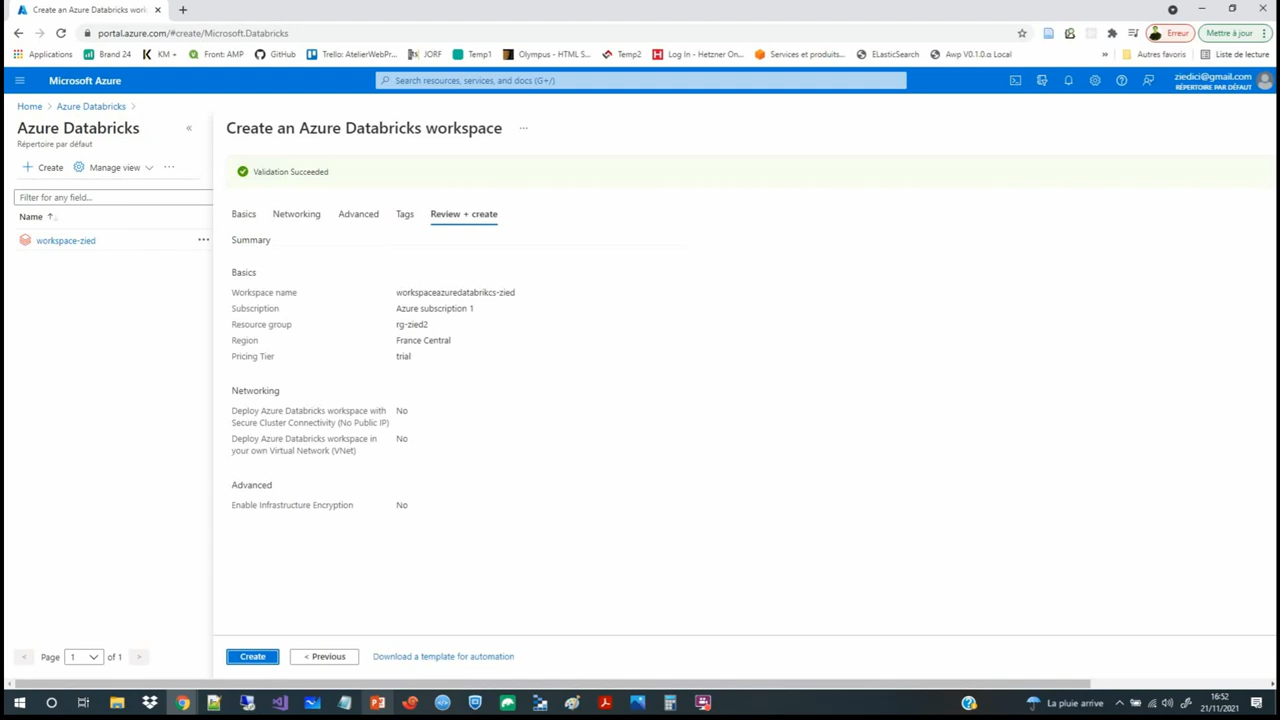 Create an Azure Databricks work
portal.azure.com/#create/Microsoft.Databricks
Erreur
Mettre à jour
Applications
Brand 24
KM
Front: AMP
GitHub
Trello: AtelierWebPr...
JORF
Temp1
Olympus - HTML S...
Temp2
Log In - Hetzner On...
Services et produits...
ElasticSearch
Awp V0.1.0.α Local
»
Autres favoris
Liste de lecture
Microsoft Azure
Search resources, services, and docs (G+/)
ziedici@gmail.com
RÉPERTOIRE PAR DÉFAUT
Home > Azure Databricks >
Azure Databricks
«
Répertoire par défaut
Create
Manage view
...
Filter for any field...
Name ↑
workspace-zied
...
Create an Azure Databricks workspace
...
Validation Succeeded
Basics Networking Advanced Tags Review + create
Summary
Basics
Workspace name workspaceazuredatabrikcs-zied
Subscription Azure subscription 1
Resource group rg-zied2
Region France Central
Pricing Tier trial
Networking
Deploy Azure Databricks workspace with No
Secure Cluster Connectivity (No Public IP)
Deploy Azure Databricks workspace in No
your own Virtual Network (VNet)
Advanced
Enable Infrastructure Encryption No
< Page 1 of 1 >
Create
< Previous
Download a template for automation
La pluie arrive
16:52
21/11/2021